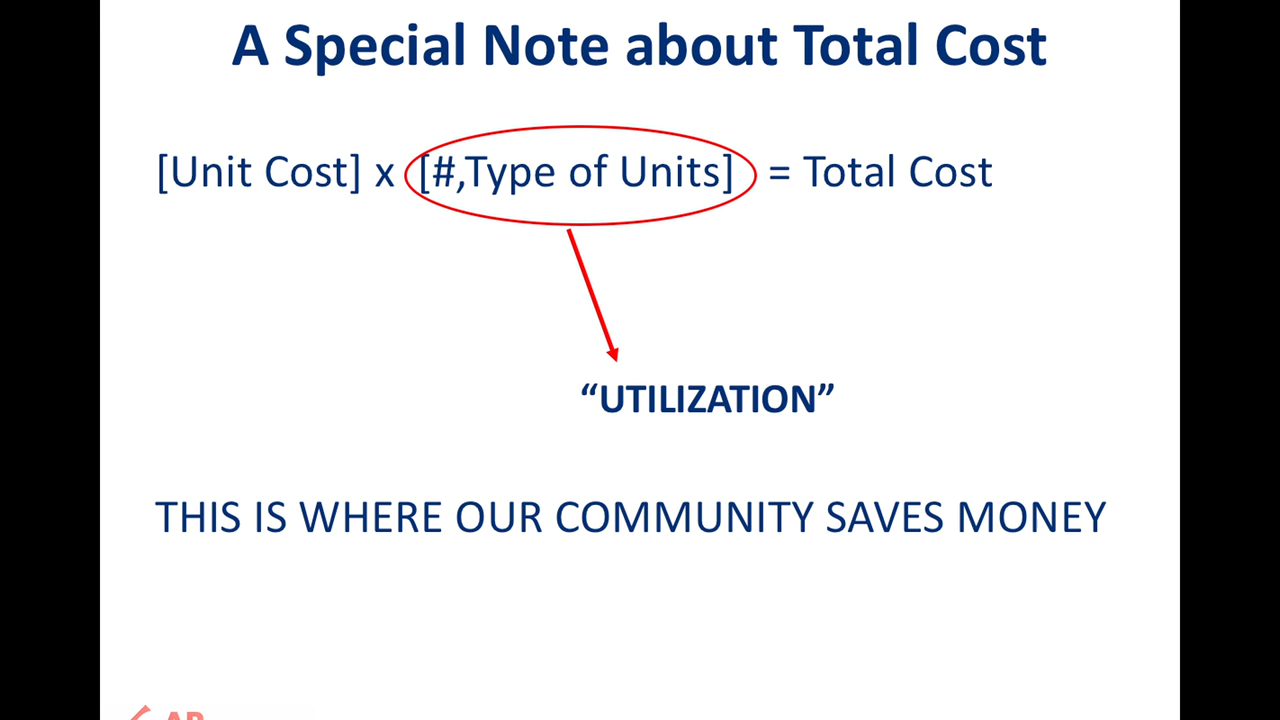 A Special Note about Total Cost
[Unit Cost] x [#,Type of Units] = Total Cost
“UTILIZATION”
THIS IS WHERE OUR COMMUNITY SAVES MONEY